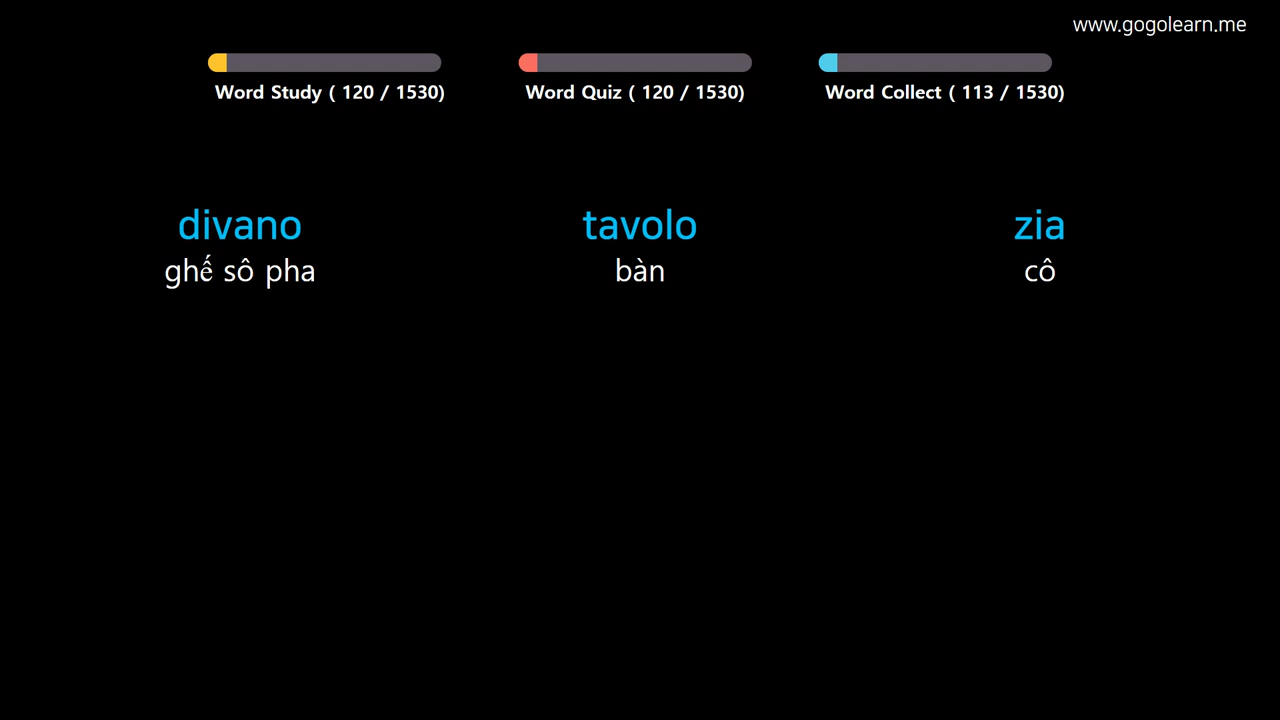 www.gogolearn.me
Word Study ( 120 / 1530)
Word Quiz ( 120 / 1530)
Word Collect ( 113 / 1530)
divano
ghế sô pha
tavolo
bàn
zia
cô